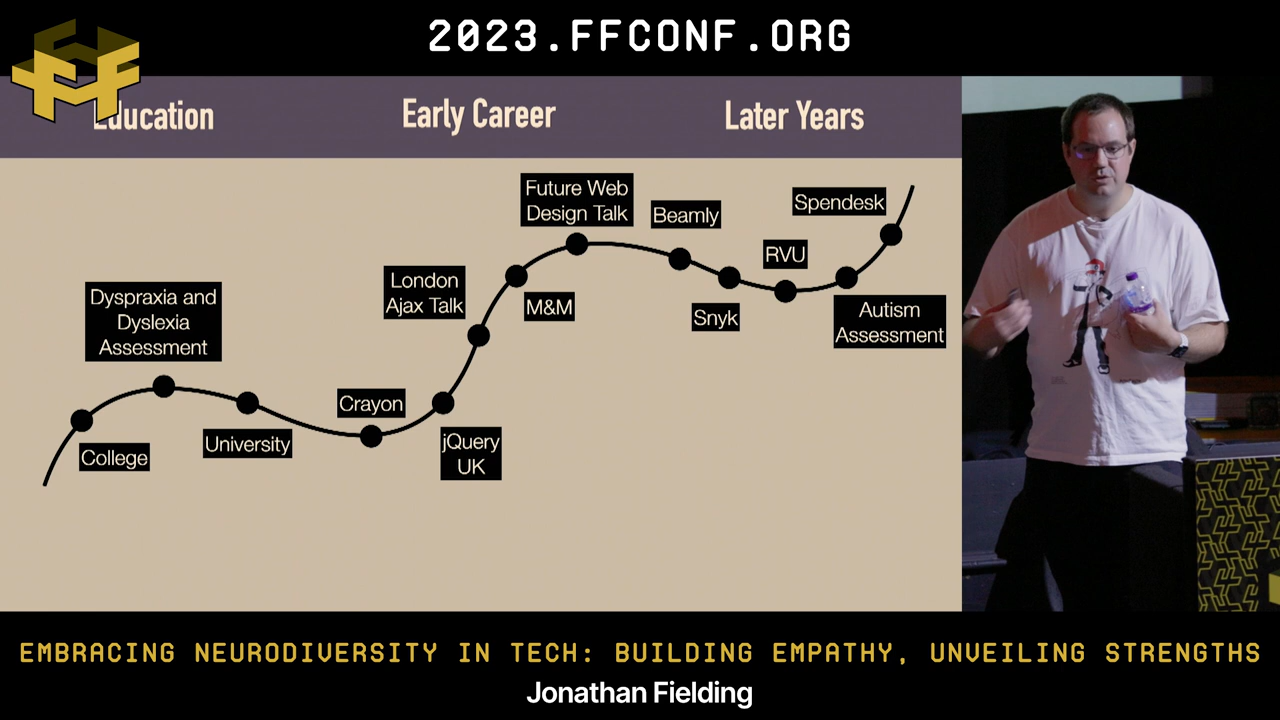 2023.FFCONF.ORG
Education
Early Career
Later Years
Future Web
Design Talk
Beamly
Spendesk
RVU
London
Ajax Talk
M&M
Snyk
Autism
Assessment
Dyspraxia and
Dyslexia
Assessment
Crayon
College
University
jQuery
UK
EMBRACING NEURODIVERSITY IN TECH: BUILDING EMPATHY, UNVEILING STRENGTHS
Jonathan Fielding